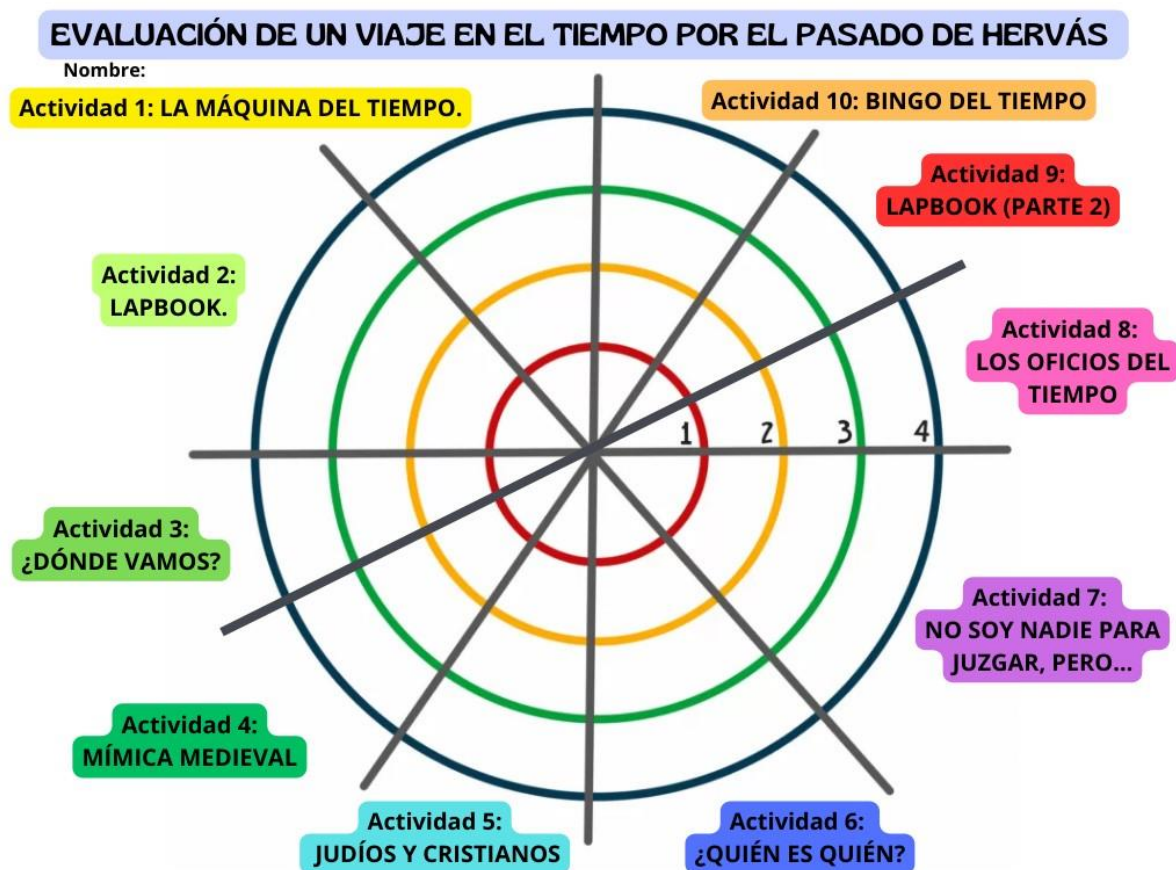 EVALUACIÓN DE UN VIAJE EN EL TIEMPO POR EL PASADO DE HERVÁS
Nombre:
Actividad 1: LA MÁQUINA DEL TIEMPO.
Actividad 10: BINGO DEL TIEMPO
Actividad 9:
LAPBOOK (PARTE 2)
Actividad 2:
LAPBOOK.
Actividad 8:
LOS OFICIOS DEL
TIEMPO
1 2 3 4
Actividad 3:
¿DÓNDE VAMOS?
Actividad 7:
NO SOY NADIE PARA
JUZGAR, PERO...
Actividad 4:
MÍMICA MEDIEVAL
Actividad 5:
JUDÍOS Y CRISTIANOS
Actividad 6:
¿QUIÉN ES QUIÉN?